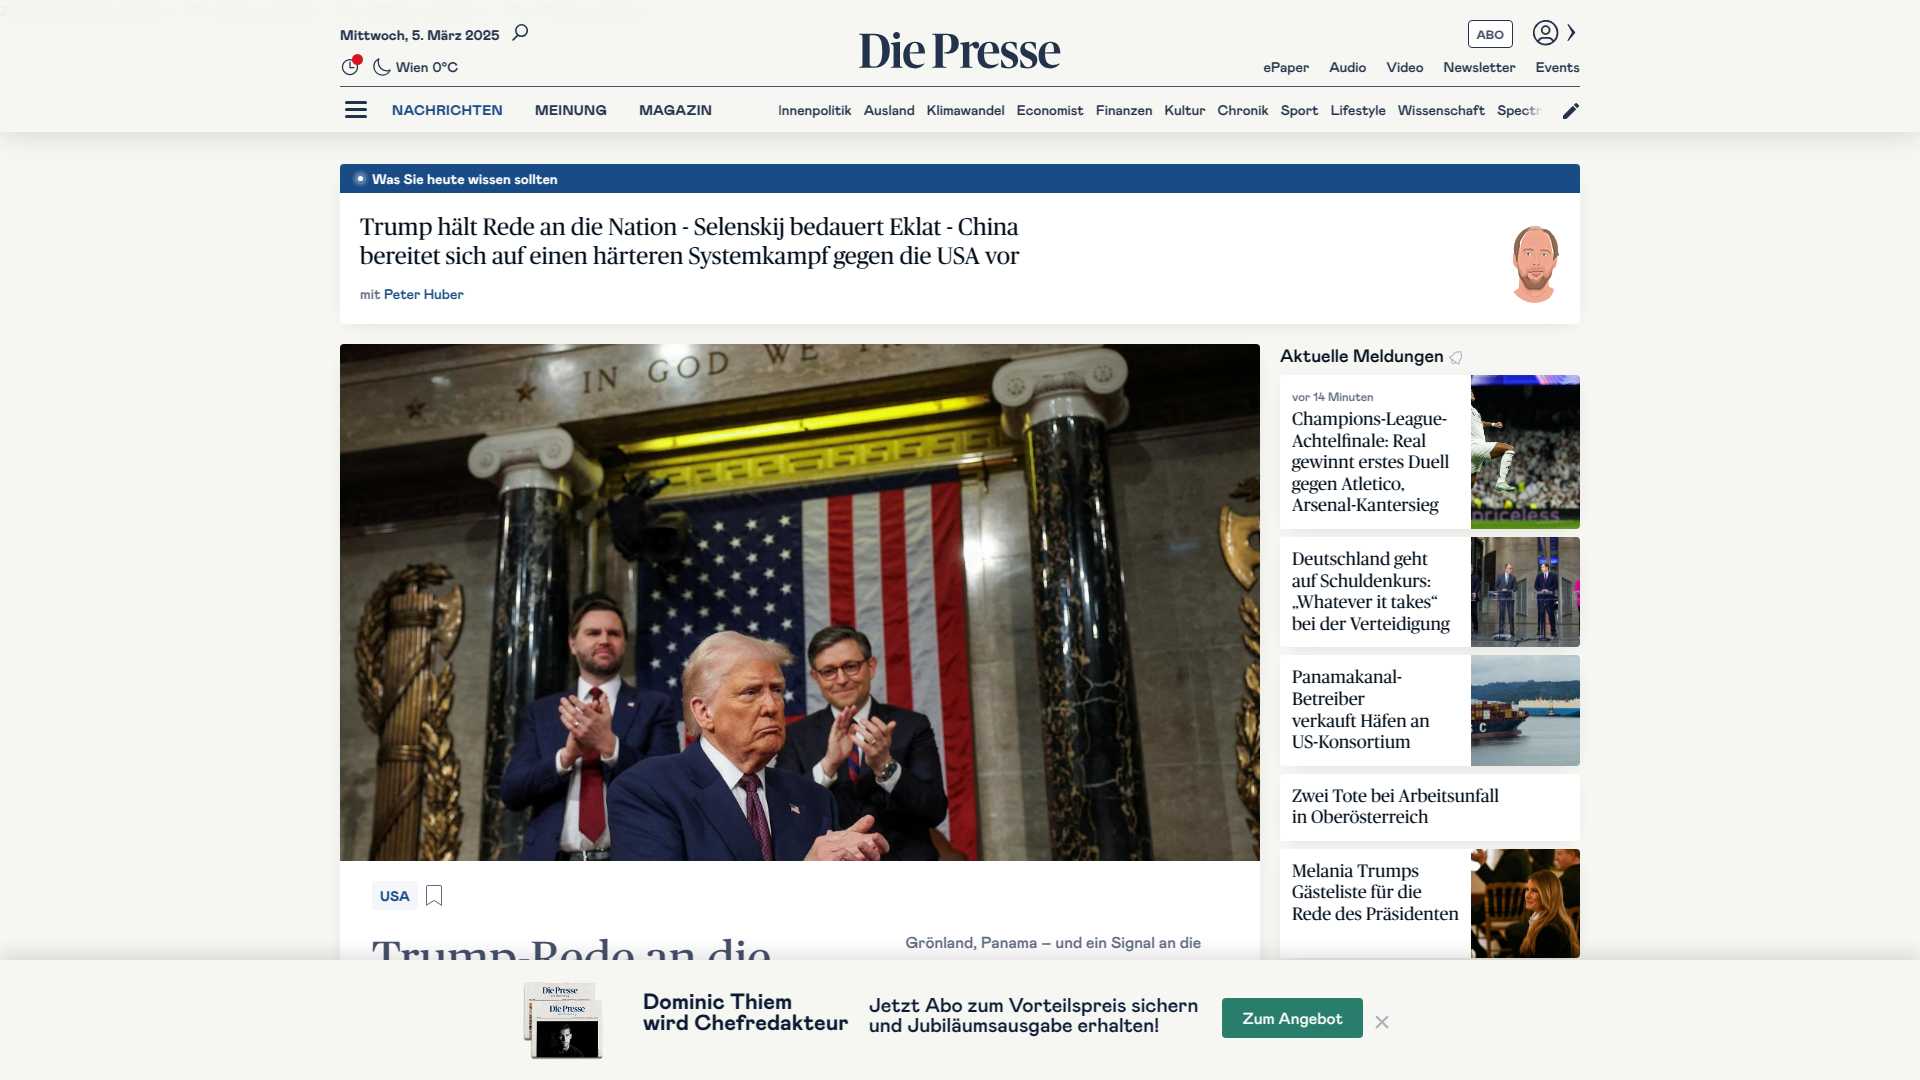 Mittwoch, 5. März 2025
Die Presse
ABO
Wien 0°C
ePaper Audio Video Newsletter Events
NACHRICHTEN MEINUNG MAGAZIN
Innenpolitik Ausland Klimawandel Economist Finanzen Kultur Chronik Sport Lifestyle Wissenschaft Spectr
Was Sie heute wissen sollten
Trump hält Rede an die Nation - Selenskij bedauert Eklat - China
bereitet sich auf einen härteren Systemkampf gegen die USA vor
mit Peter Huber
IN GOD WE TR
USA
Trump-Rede an die
Grönland, Panama – und ein Signal an die
Aktuelle Meldungen
vor 14 Minuten
Champions-League-
Achtelfinale: Real
gewinnt erstes Duell
gegen Atletico,
Arsenal-Kantersieg
priceless
Deutschland geht
auf Schuldenkurs:
„Whatever it takes“
bei der Verteidigung
Panamakanal-
Betreiber
verkauft Häfen an
US-Konsortium
Zwei Tote bei Arbeitsunfall
in Oberösterreich
Melania Trumps
Gästeliste für die
Rede des Präsidenten
Die Presse
Die Presse
Dominic Thiem
wird Chefredakteur
Jetzt Abo zum Vorteilspreis sichern
und Jubiläumsausgabe erhalten!
Zum Angebot